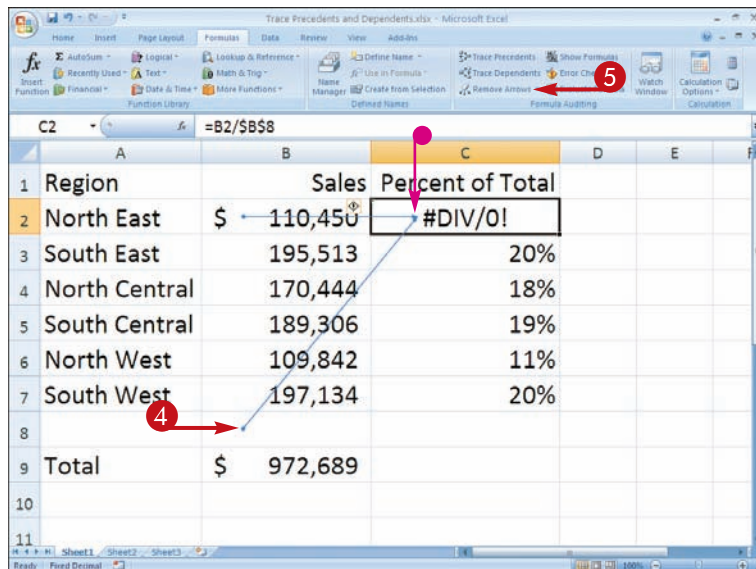 Trace Precedents and Dependents.xlsx - Microsoft Excel
Home Insert Page Layout Formulas Data Review View Add-Ins
fx Insert Function
Σ AutoSum
Recently Used
Financial
Logical
Text
Date & Time
Lookup & Reference
Math & Trig
More Functions
Function Library
Name Manager
Define Name
Use in Formula
Create from Selection
Defined Names
Trace Precedents
Trace Dependents
Remove Arrows
Show Formulas
Error
5
Formula Auditing
Watch Window
Calculation Options
Calculation
C2 fx =B2/$B$8
A B C D E
1 Region Sales Percent of Total
2 North East $ 110,450 #DIV/0!
3 South East 195,513 20%
4 North Central 170,444 18%
5 South Central 189,306 19%
6 North West 109,842 11%
7 South West 197,134 20%
4
8
9 Total $ 972,689
10
11
Sheet1 Sheet2 Sheet3
Ready Fixed Decimal 100%